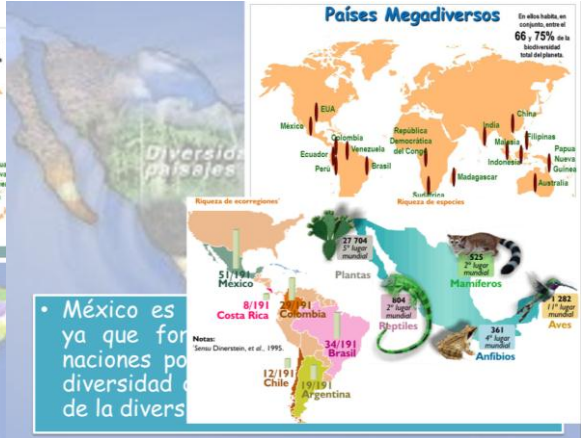 Países Megadiversos
En ellos habita, en
conjunto, entre el
66 y 75% de la
biodiversidad
total del planeta.
EUA
México
China
India
Filipinas
Colombia
Venezuela
República
Democrática
del Congo
Malasia
Ecuador
Indonesia
Papua
Nueva
Guinea
Perú
Brasil
Madagascar
Australia
Sudáfrica
diversida
paisajes
Riqueza de ecorregiones
Riqueza de especies
51/191
México
8/191
Costa Rica
29/191
Colombia
34/191
Brasil
12/191
Chile
19/191
Argentina
Notas:
'Sensu Dinerstein, et al., 1995.
27 704
5° lugar
mundial
Plantas
525
2° lugar
mundial
Mamíferos
804
2° lugar
mundial
Reptiles
1 282
11° lugar
mundial
Aves
361
4° lugar
mundial
Anfibios
• México es
ya que for
naciones po
diversidad
de la divers